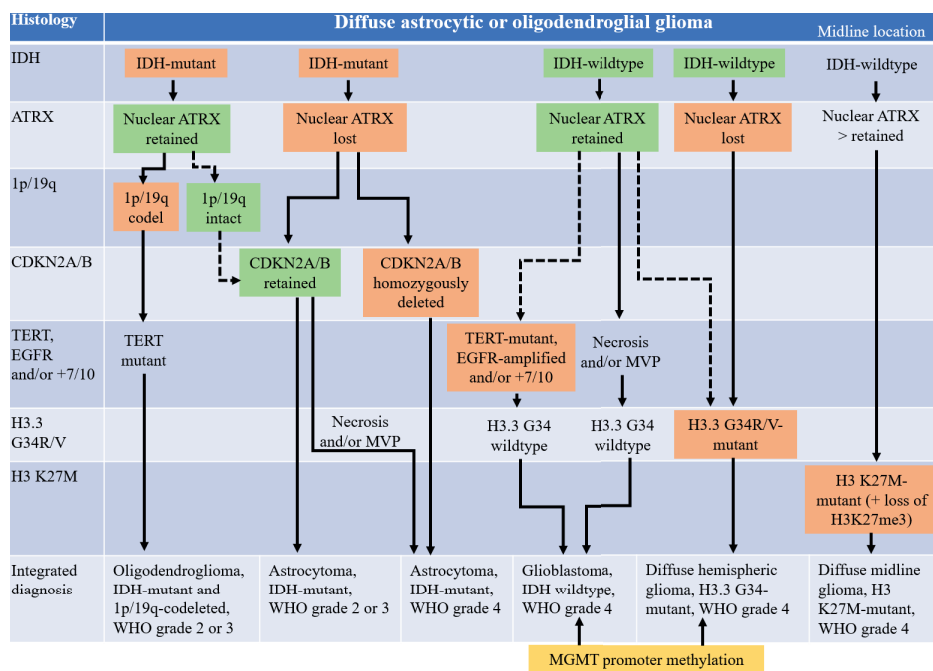 Histology
Diffuse astrocytic or oligodendroglial glioma
Midline location
IDH
IDH-mutant
IDH-mutant
IDH-wildtype
IDH-wildtype
IDH-wildtype
ATRX
Nuclear ATRX
retained
Nuclear ATRX
lost
Nuclear ATRX
retained
Nuclear ATRX
lost
Nuclear ATRX
> retained
1p/19q
1p/19q
codel
1p/19q
intact
CDKN2A/B
CDKN2A/B
retained
CDKN2A/B
homozygously
deleted
TERT,
EGFR
and/or +7/10
TERT
mutant
TERT-mutant,
EGFR-amplified
and/or +7/10
Necrosis
and/or MVP
H3.3
G34R/V
Necrosis
and/or MVP
H3.3 G34
wildtype
H3.3 G34
wildtype
H3.3 G34R/V-
mutant
H3 K27M
H3 K27M-
mutant (+ loss of
H3K27me3)
Integrated
diagnosis
Oligodendroglioma,
IDH-mutant and
1p/19q-codeleted,
WHO grade 2 or 3
Astrocytoma,
IDH-mutant,
WHO grade 2 or 3
Astrocytoma,
IDH-mutant,
WHO grade 4
Glioblastoma,
IDH wildtype,
WHO grade 4
Diffuse hemispheric
glioma, H3.3 G34-
mutant, WHO grade 4
Diffuse midline
glioma, H3
K27M-mutant,
WHO grade 4
MGMT promoter methylation